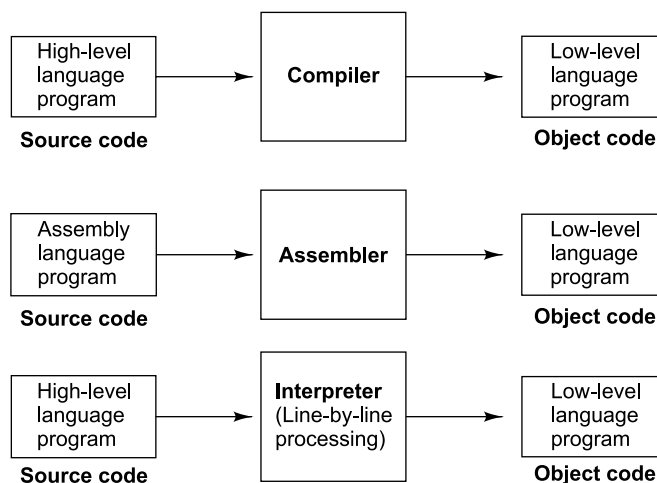 High-level
language
program
Source code
Compiler
Low-level
language
program
Object code
Assembly
language
program
Source code
Assembler
Low-level
language
program
Object code
High-level
language
program
Source code
Interpreter
(Line-by-line
processing)
Low-level
language
program
Object code